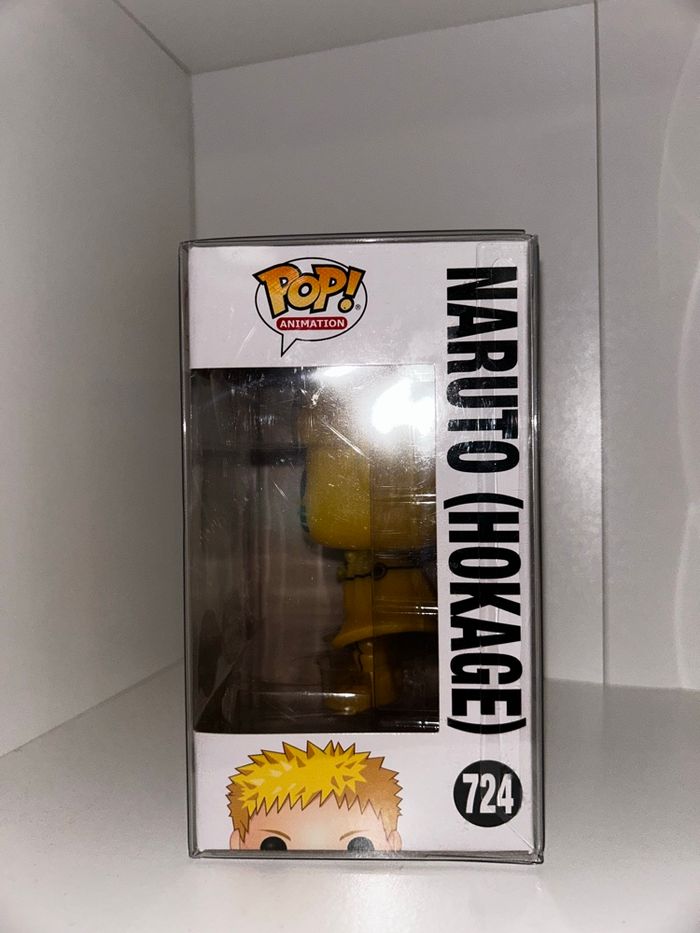 POP!
ANIMATION
NARUTO (HOKAGE)
724